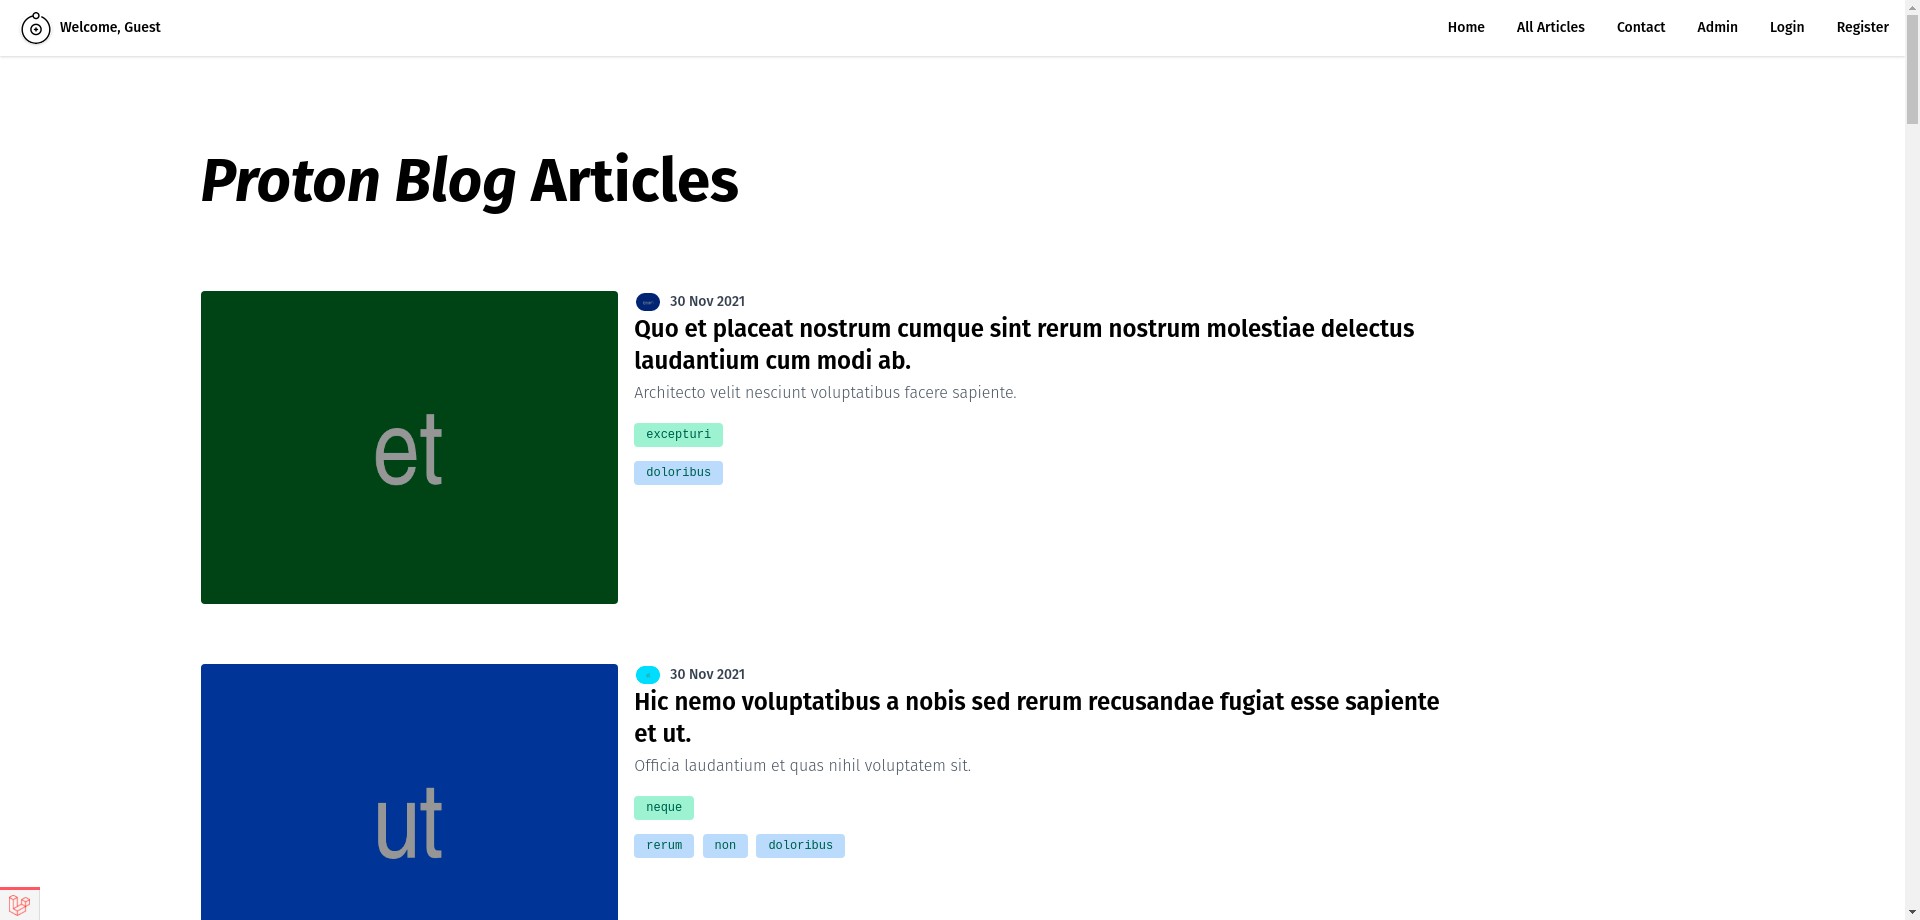 Welcome, Guest
Home
All Articles
Contact
Admin
Login
Register
Proton Blog Articles
et
30 Nov 2021
Quo et placeat nostrum cumque sint rerum nostrum molestiae delectus
laudantium cum modi ab.
Architecto velit nesciunt voluptatibus facere sapiente.
excepturi
doloribus
ut
30 Nov 2021
Hic nemo voluptatibus a nobis sed rerum recusandae fugiat esse sapiente
et ut.
Officia laudantium et quas nihil voluptatem sit.
neque
rerum non doloribus